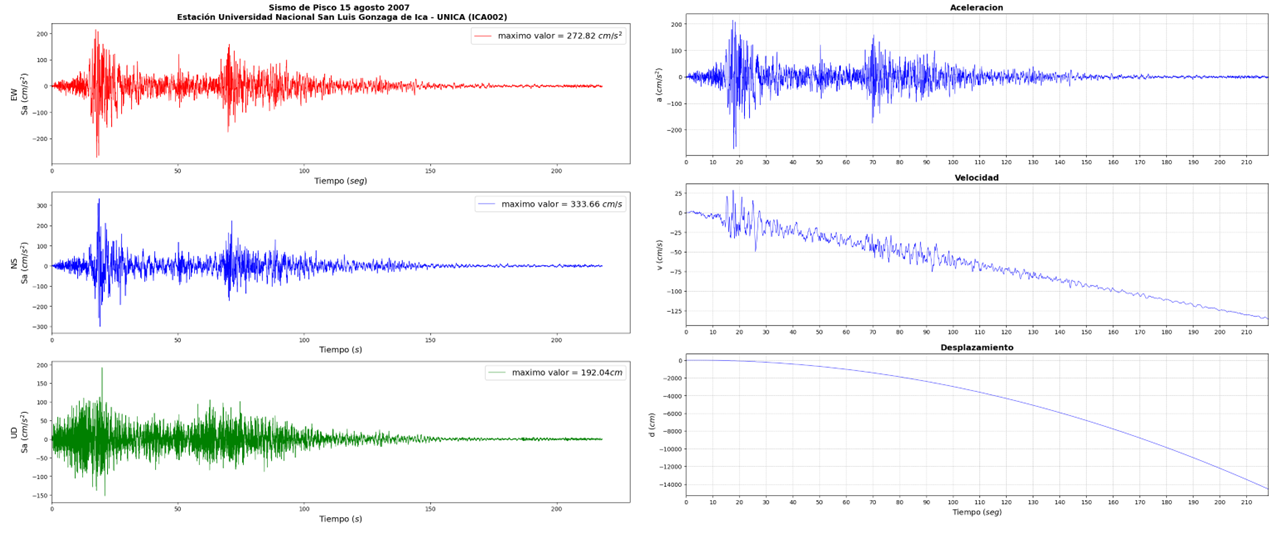 Sismo de Pisco 15 agosto 2007
Estación Universidad Nacional San Luis Gonzaga de Ica - UNICA (ICA002)
maximo valor = 272.82 cm/s²
EW
Sa (cm/s²)
200
100
0
−100
−200
0 50 100 150 200
Tiempo (seg)
maximo valor = 333.66 cm/s
NS
Sa (cm/s²)
300
200
100
0
−100
−200
−300
0 50 100 150 200
Tiempo (s)
maximo valor = 192.04cm
UD
Sa (cm/s²)
200
150
100
50
0
−50
−100
−150
0 50 100 150 200
Tiempo (s)
Aceleracion
a (cm/s²)
200
100
0
−100
−200
0 10 20 30 40 50 60 70 80 90 100 110 120 130 140 150 160 170 180 190 200 210
Velocidad
v (cm/s)
25
0
−25
−50
−75
−100
−125
0 10 20 30 40 50 60 70 80 90 100 110 120 130 140 150 160 170 180 190 200 210
Desplazamiento
d (cm)
0
−2000
−4000
−6000
−8000
−10000
−12000
−14000
0 10 20 30 40 50 60 70 80 90 100 110 120 130 140 150 160 170 180 190 200 210
Tiempo (seg)